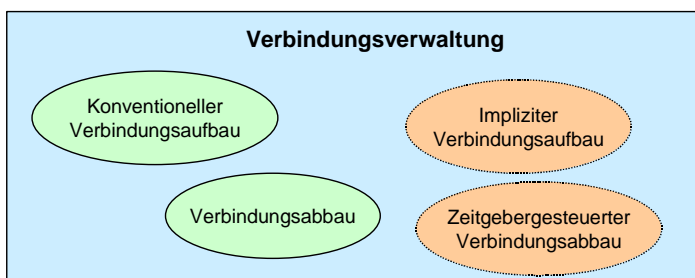 Verbindungsverwaltung
Konventioneller
Verbindungsaufbau
Impliziter
Verbindungsaufbau
Verbindungsabbau
Zeitgebergesteuerter
Verbindungsabbau